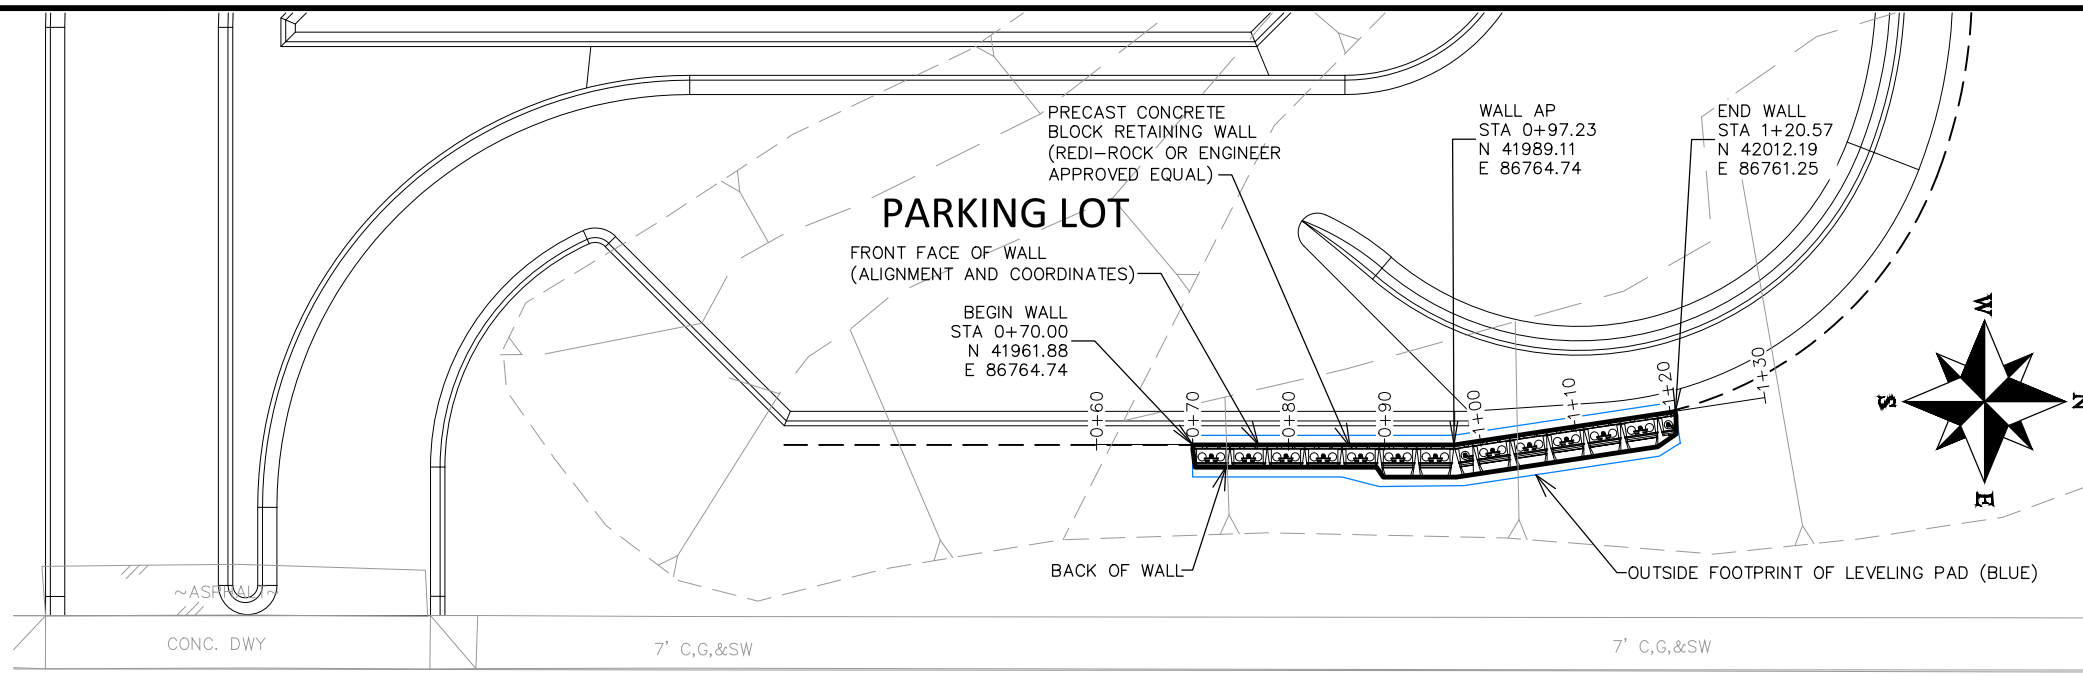 PRECAST CONCRETE
BLOCK RETAINING WALL
(REDI-ROCK OR ENGINEER
APPROVED EQUAL)
WALL AP
STA 0+97.23
N 41989.11
E 86764.74
END WALL
STA 1+20.57
N 42012.19
E 86761.25
PARKING LOT
FRONT FACE OF WALL
(ALIGNMENT AND COORDINATES)
BEGIN WALL
STA 0+70.00
N 41961.88
E 86764.74
0+60
0+70
0+80
0+90
1+00
1+10
1+20
1+30
W
S
N
E
BACK OF WALL
OUTSIDE FOOTPRINT OF LEVELING PAD (BLUE)
~ASPHALT~
CONC. DWY
7' C,G,&SW
7' C,G,&SW